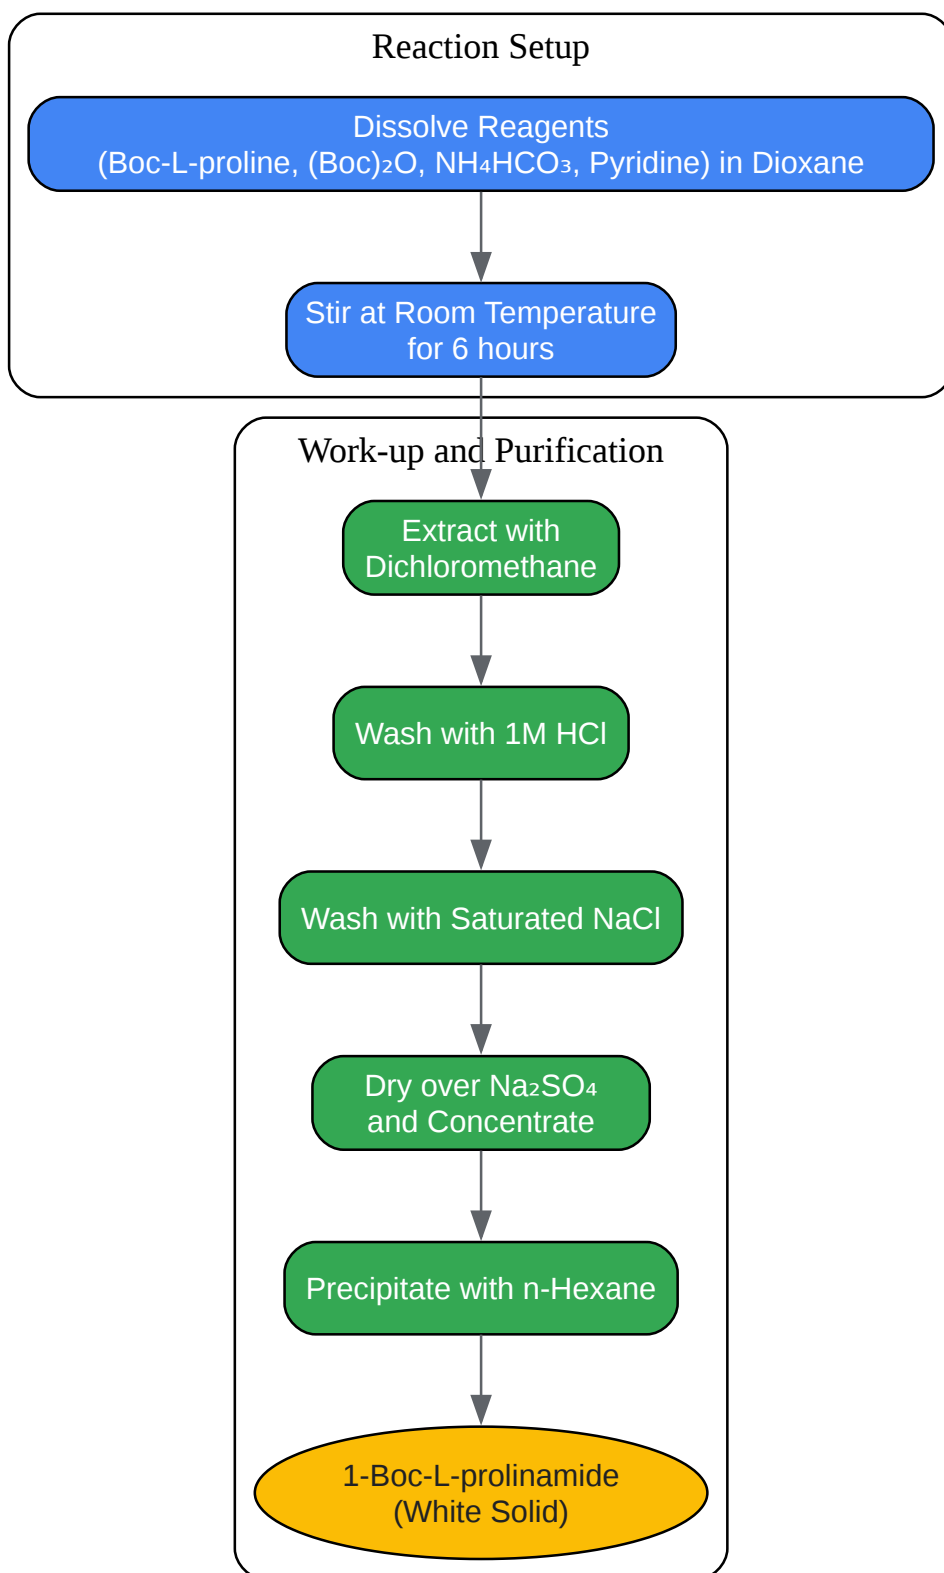 Reaction Setup
Dissolve Reagents
(Boc-L-proline, (Boc)₂O, NH₄HCO₃, Pyridine) in Dioxane
Stir at Room Temperature
for 6 hours
Work-up and Purification
Extract with
Dichloromethane
Wash with 1M HCl
Wash with Saturated NaCl
Dry over Na₂SO₄
and Concentrate
Precipitate with n-Hexane
1-Boc-L-prolinamide
(White Solid)